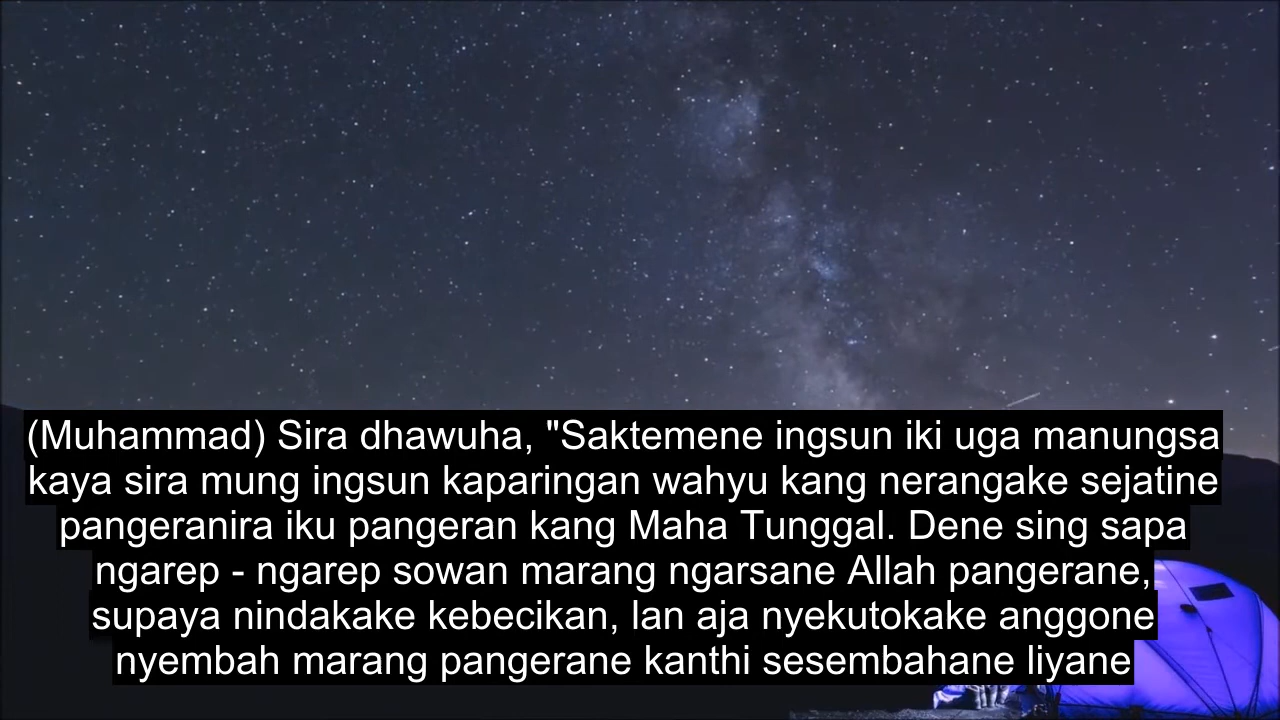 (Muhammad) Sira dhawuha, "Saktemene ingsun iki uga manungsa
kaya sira mung ingsun kaparingan wahyu kang nerangake sejatine
pangeranira iku pangeran kang Maha Tunggal. Dene sing sapa
ngarep - ngarep sowan marang ngarsane Allah pangerane,
supaya nindakake kebecikan, lan aja nyekutokake anggone
nyembah marang pangerane kanthi sesembahane liyane